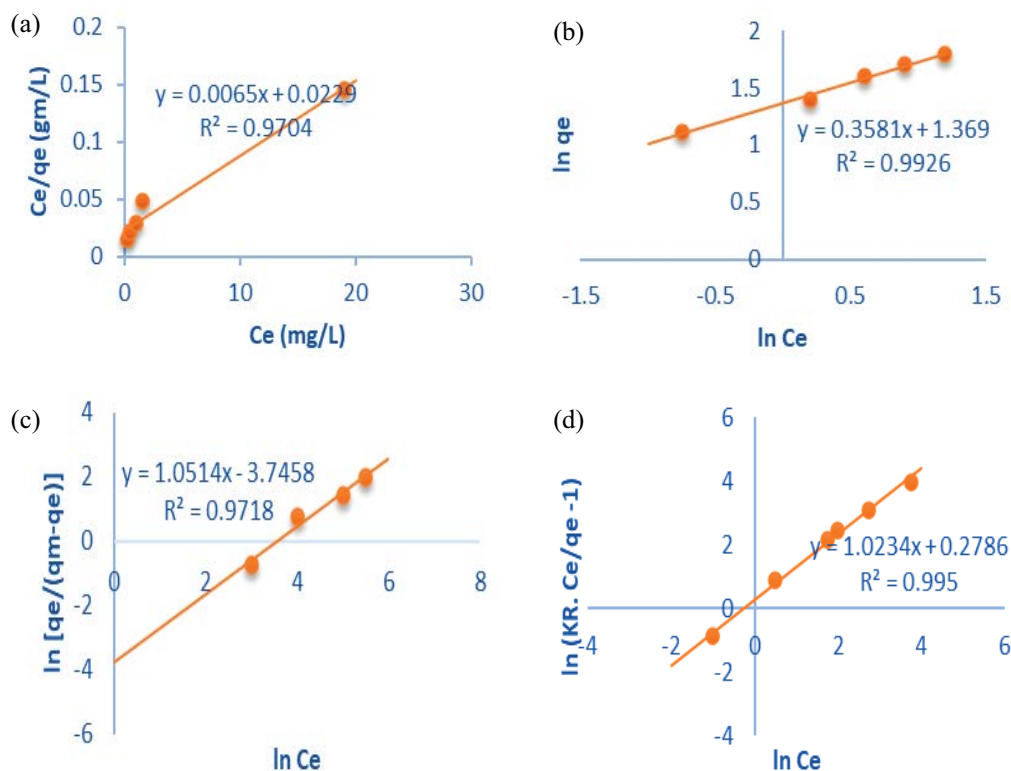 (a)
0.2
0.15
0.1
0.05
0
y = 0.0065x + 0.0229
R² = 0.9704
Ce/qe (gm/L)
0 10 20 30
Ce (mg/L)
(b)
2
1.5
1
0.5
0
y = 0.3581x + 1.369
R² = 0.9926
ln qe
-1.5 -0.5 0.5 1.5
ln Ce
(c)
4
2
0
-2
-4
-6
y = 1.0514x - 3.7458
R² = 0.9718
ln [qe/(qm-qe)]
0 2 4 6 8
ln Ce
(d)
6
4
2
0
-2
-4
y = 1.0234x + 0.2786
R² = 0.995
ln (KR. Ce/qe -1)
-4 -2 0 2 4 6
ln Ce